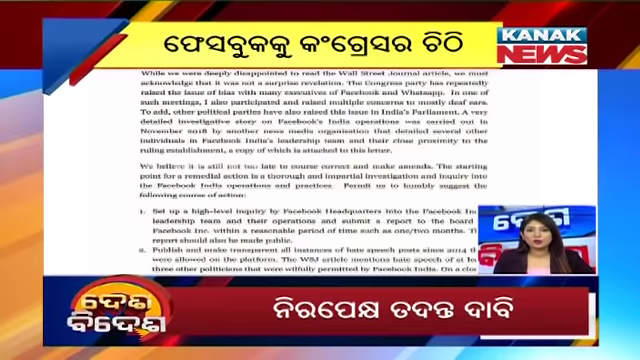 ଫେସବୁକକୁ କଂଗ୍ରେସର ଚିଠି
KANAK
NEWS
While we were deeply disappointed to read the Wall Street Journal article, we must
acknowledge that it was not a surprise revelation. The Congress party has repeatedly
raised the issue of bias with many executives of Facebook and Whatsapp. In one of
such meetings, I also participated and raised multiple concerns to mostly deaf ears.
To add, other political parties have also raised this issue in India's Parliament. A very
detailed investigative story on Facebook's India operations was carried out in
November 2018 by another news media organisation that detailed several other
individuals in Facebook India's leadership team and their close proximity to the
ruling establishment, a copy of which is attached to this letter.
We believe it is still not too late to course correct and make amends. The starting
point for a remedial action is a thorough and impartial investigation and inquiry into
the Facebook India operations and practices. Permit us to humbly suggest the
following course of action:
1. Set up a high-level inquiry by Facebook Headquarters into the Facebook In
leadership team and their operations and submit a report to the board
Facebook Inc. within a reasonable period of time such as one/two months. T
report should also be made public.
2. Publish and make transparent all instances of hate speech posts since 2014 th
were allowed on the platform. The WSJ article mentions hate speech of at le
three other politicians that were wilfully permitted by Facebook India. On a clos
ଦେଶ
ବିଦେଶ
ନିରପେକ୍ଷ ତଦନ୍ତ ଦାବି